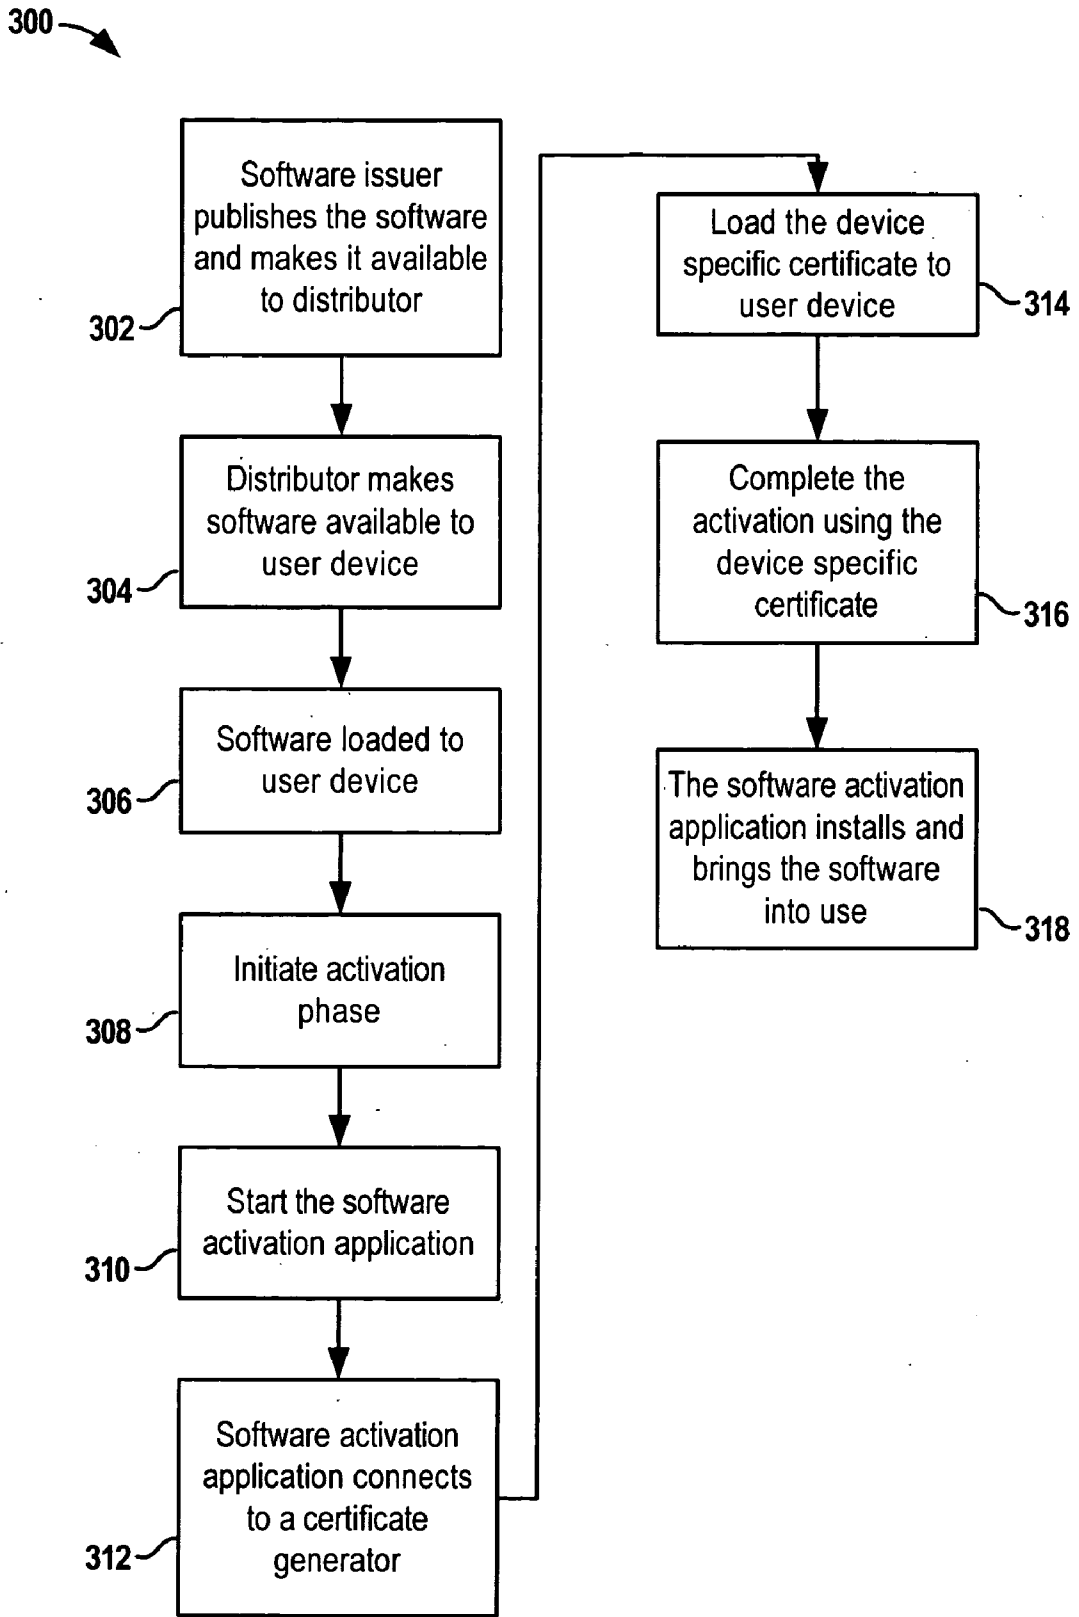 300
Software issuer
publishes the software
and makes it available
to distributor
302
Distributor makes
software available to
user device
304
Software loaded to
user device
306
Initiate activation
phase
308
Start the software
activation application
310
Software activation
application connects
to a certificate
generator
312
Load the device
specific certificate to
user device
314
Complete the
activation using the
device specific
certificate
316
The software activation
application installs and
brings the software
into use
318